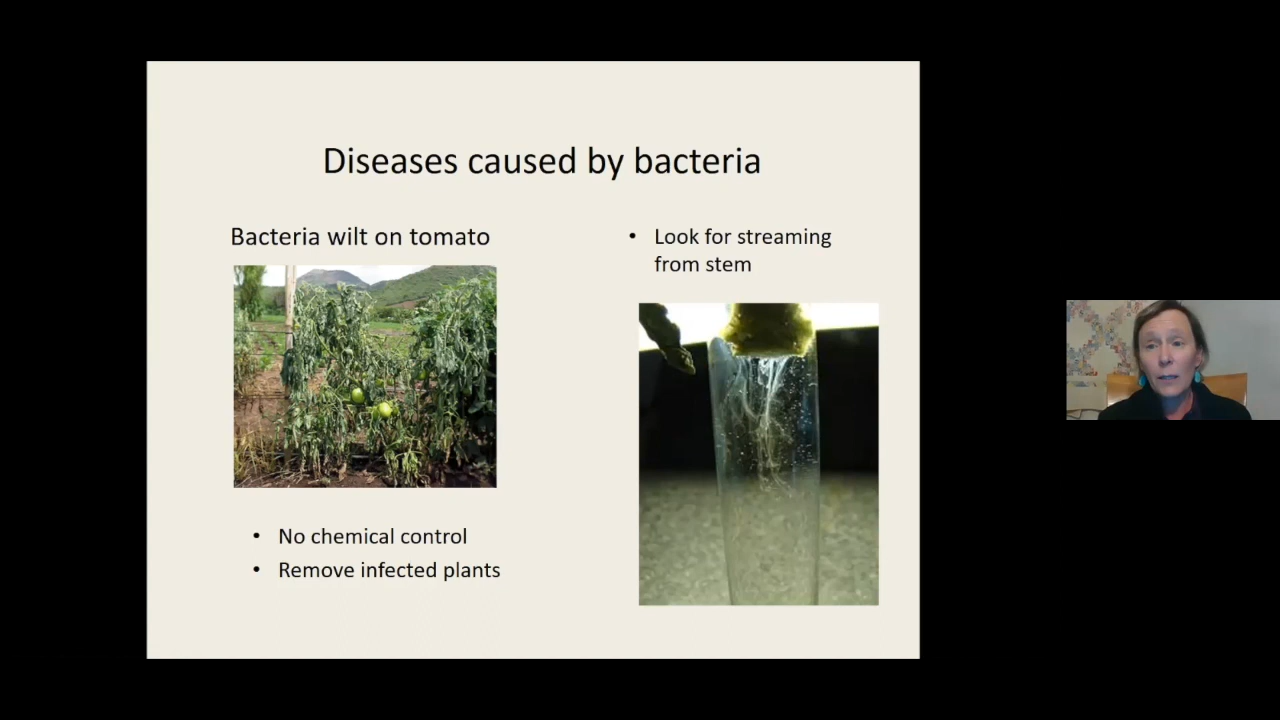 Diseases caused by bacteria
Bacteria wilt on tomato
• No chemical control
• Remove infected plants
• Look for streaming
from stem